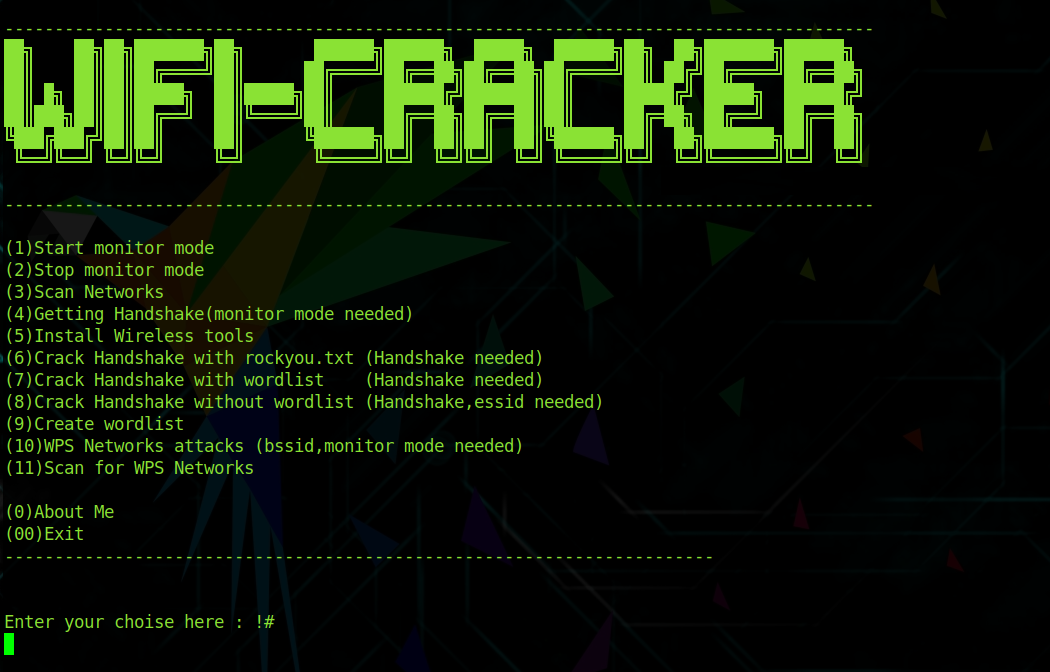 ---------------------------------------------------------------------------------------
WIFI-CRACKER
---------------------------------------------------------------------------------------
(1)Start monitor mode
(2)Stop monitor mode
(3)Scan Networks
(4)Getting Handshake(monitor mode needed)
(5)Install Wireless tools
(6)Crack Handshake with rockyou.txt (Handshake needed)
(7)Crack Handshake with wordlist    (Handshake needed)
(8)Crack Handshake without wordlist (Handshake,essid needed)
(9)Create wordlist
(10)WPS Networks attacks (bssid,monitor mode needed)
(11)Scan for WPS Networks
(0)About Me
(00)Exit
-----------------------------------------------------------------------
Enter your choise here : !#